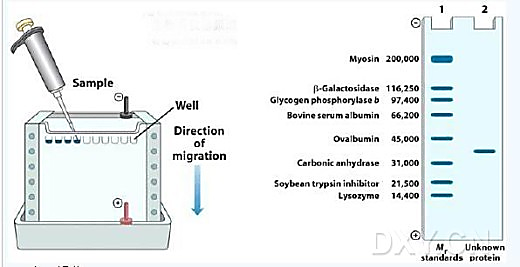 Sample
Well
Direction
of
migration
⊖
⊕
1 2
⊖
Myosin 200,000
β-Galactosidase 116,250
Glycogen phosphorylase b 97,400
Bovine serum albumin 66,200
Ovalbumin 45,000
Carbonic anhydrase 31,000
Soybean trypsin inhibitor 21,500
Lysozyme 14,400
⊕
Mr Unknown
standards protein